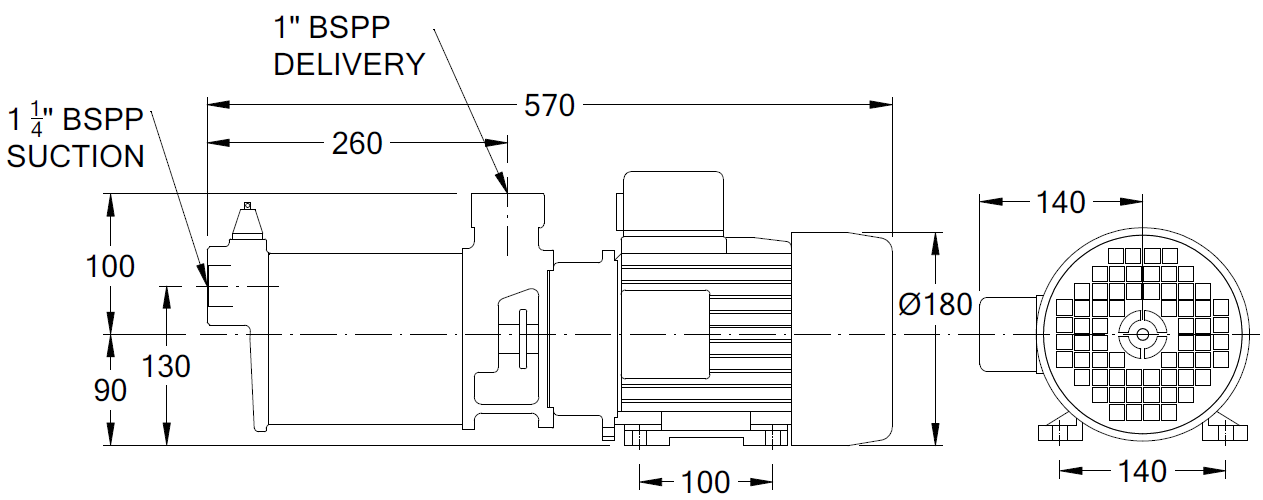 1" BSPP
DELIVERY
1 1/4" BSPP
SUCTION
570
260
140
100
Ø180
130
90
100
140